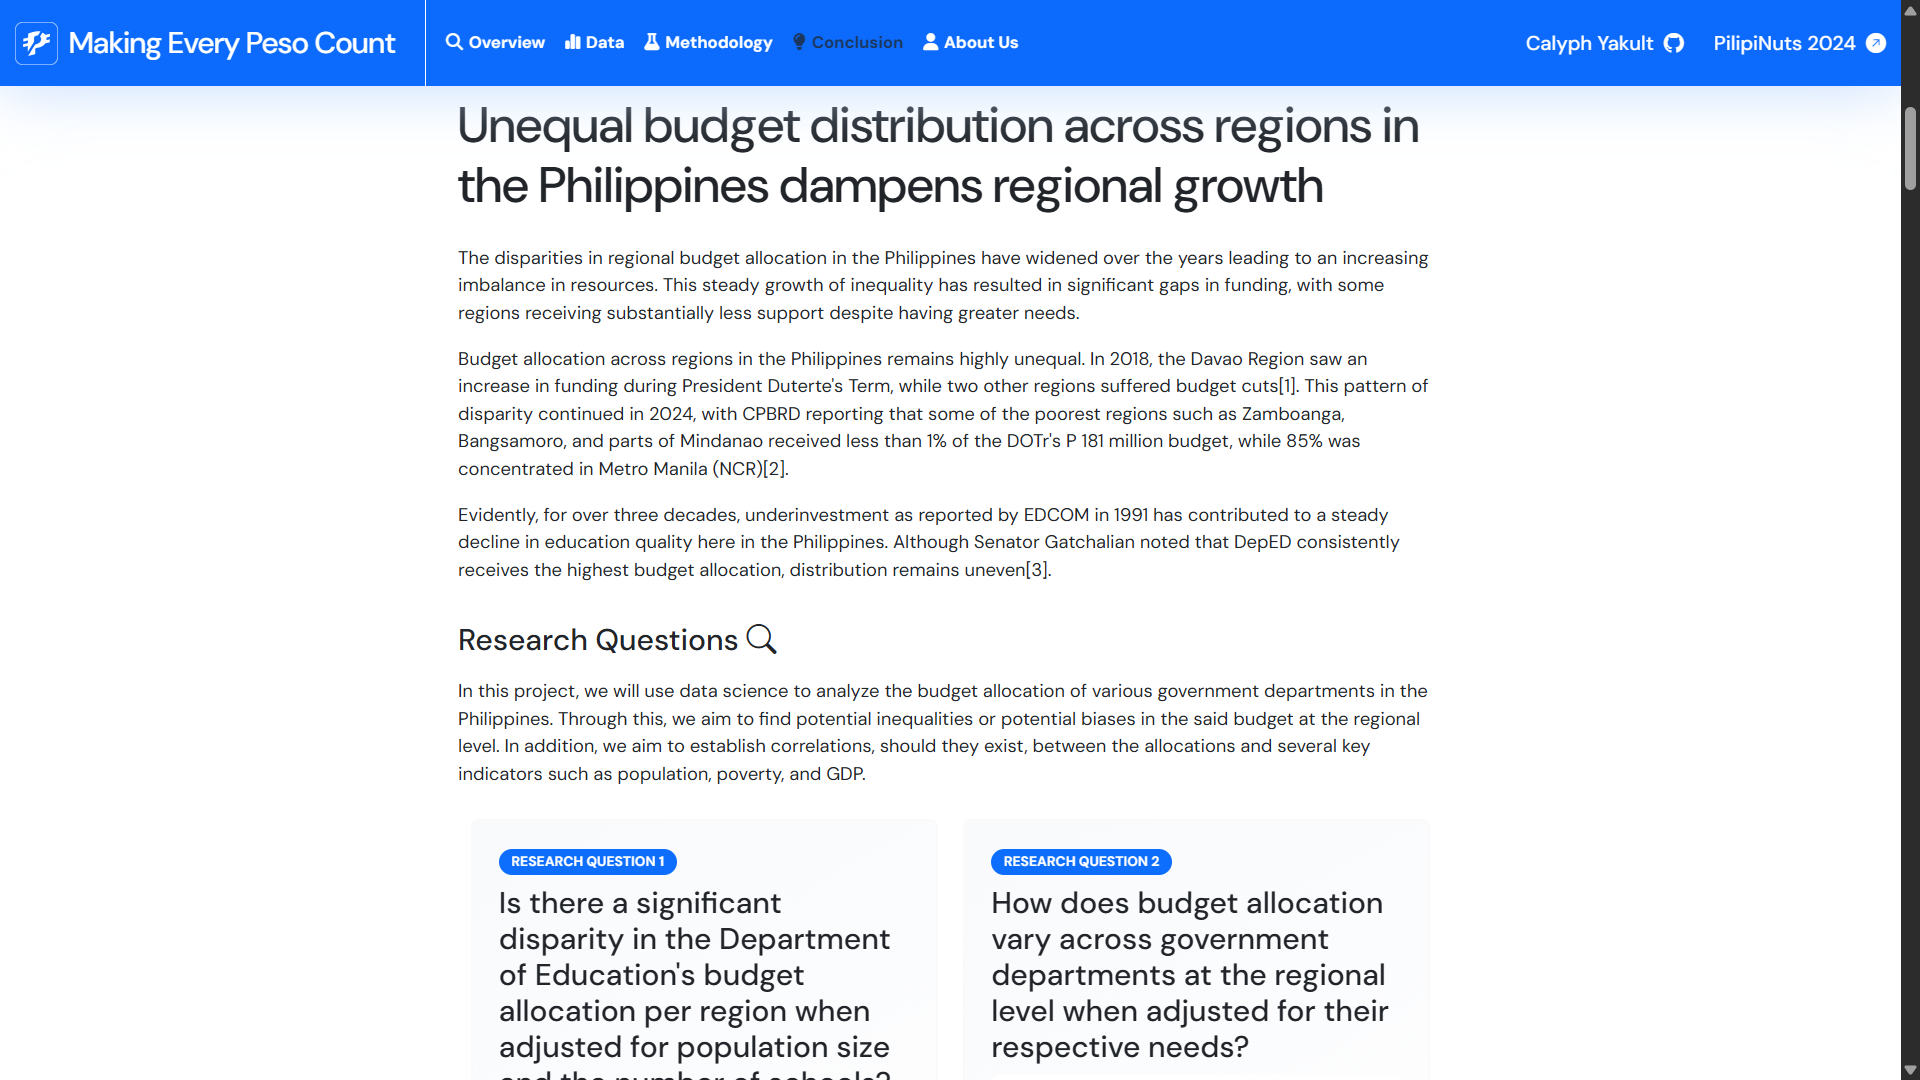 Making Every Peso Count
Overview
Data
Methodology
Conclusion
About Us
Calyph Yakult
PilipiNuts 2024
Unequal budget distribution across regions in
the Philippines dampens regional growth
The disparities in regional budget allocation in the Philippines have widened over the years leading to an increasing
imbalance in resources. This steady growth of inequality has resulted in significant gaps in funding, with some
regions receiving substantially less support despite having greater needs.
Budget allocation across regions in the Philippines remains highly unequal. In 2018, the Davao Region saw an
increase in funding during President Duterte's Term, while two other regions suffered budget cuts[1]. This pattern of
disparity continued in 2024, with CPBRD reporting that some of the poorest regions such as Zamboanga,
Bangsamoro, and parts of Mindanao received less than 1% of the DOTr's P 181 million budget, while 85% was
concentrated in Metro Manila (NCR)[2].
Evidently, for over three decades, underinvestment as reported by EDCOM in 1991 has contributed to a steady
decline in education quality here in the Philippines. Although Senator Gatchalian noted that DepED consistently
receives the highest budget allocation, distribution remains uneven[3].
Research Questions
In this project, we will use data science to analyze the budget allocation of various government departments in the
Philippines. Through this, we aim to find potential inequalities or potential biases in the said budget at the regional
level. In addition, we aim to establish correlations, should they exist, between the allocations and several key
indicators such as population, poverty, and GDP.
RESEARCH QUESTION 1
Is there a significant
disparity in the Department
of Education's budget
allocation per region when
adjusted for population size
and the number of schools?
RESEARCH QUESTION 2
How does budget allocation
vary across government
departments at the regional
level when adjusted for their
respective needs?